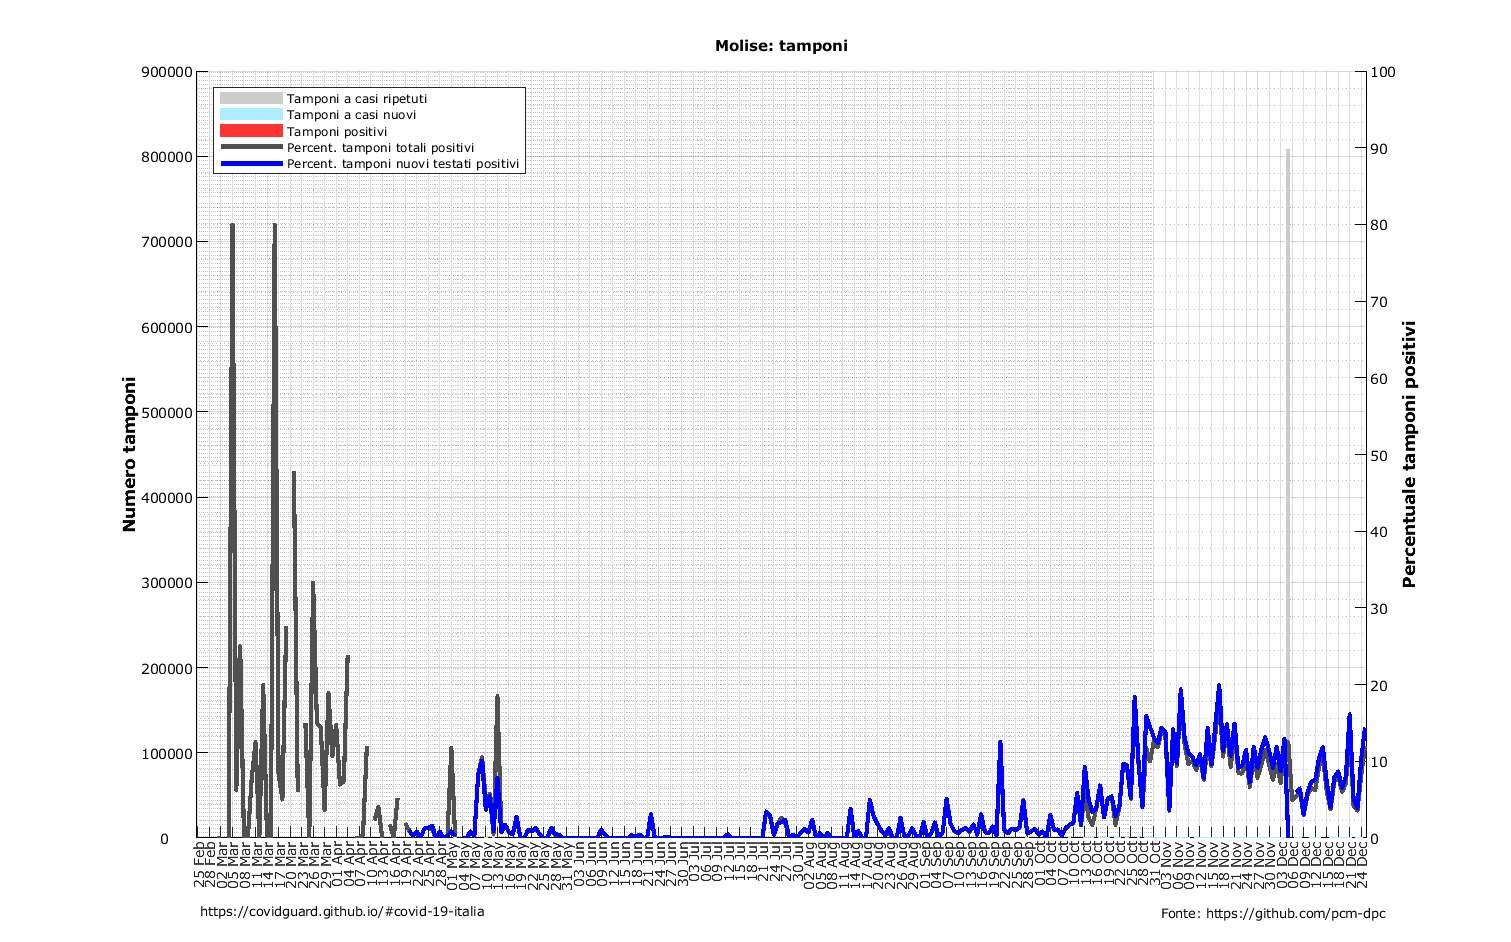 Molise: tamponi
900000
800000
700000
600000
500000
400000
300000
200000
100000
0
Numero tamponi
Tamponi a casi ripetuti
Tamponi a casi nuovi
Tamponi positivi
Percent. tamponi totali positivi
Percent. tamponi nuovi testati positivi
100
90
80
70
60
50
40
30
20
10
0
Percentuale tamponi positivi
25 Feb
28 Feb
02 Mar
05 Mar
08 Mar
11 Mar
14 Mar
17 Mar
20 Mar
23 Mar
26 Mar
29 Mar
01 Apr
04 Apr
07 Apr
10 Apr
13 Apr
16 Apr
19 Apr
22 Apr
25 Apr
28 Apr
01 May
04 May
07 May
10 May
13 May
16 May
19 May
22 May
25 May
28 May
31 May
03 Jun
06 Jun
09 Jun
12 Jun
15 Jun
18 Jun
21 Jun
24 Jun
27 Jun
30 Jun
03 Jul
06 Jul
09 Jul
12 Jul
15 Jul
18 Jul
21 Jul
24 Jul
27 Jul
30 Jul
02 Aug
05 Aug
08 Aug
11 Aug
14 Aug
17 Aug
20 Aug
23 Aug
26 Aug
29 Aug
01 Sep
04 Sep
07 Sep
10 Sep
13 Sep
16 Sep
19 Sep
22 Sep
25 Sep
28 Sep
01 Oct
04 Oct
07 Oct
10 Oct
13 Oct
16 Oct
19 Oct
22 Oct
25 Oct
28 Oct
31 Oct
03 Nov
06 Nov
09 Nov
12 Nov
15 Nov
18 Nov
21 Nov
24 Nov
27 Nov
30 Nov
03 Dec
06 Dec
09 Dec
12 Dec
15 Dec
18 Dec
21 Dec
24 Dec
https://covidguard.github.io/#covid-19-italia
Fonte: https://github.com/pcm-dpc